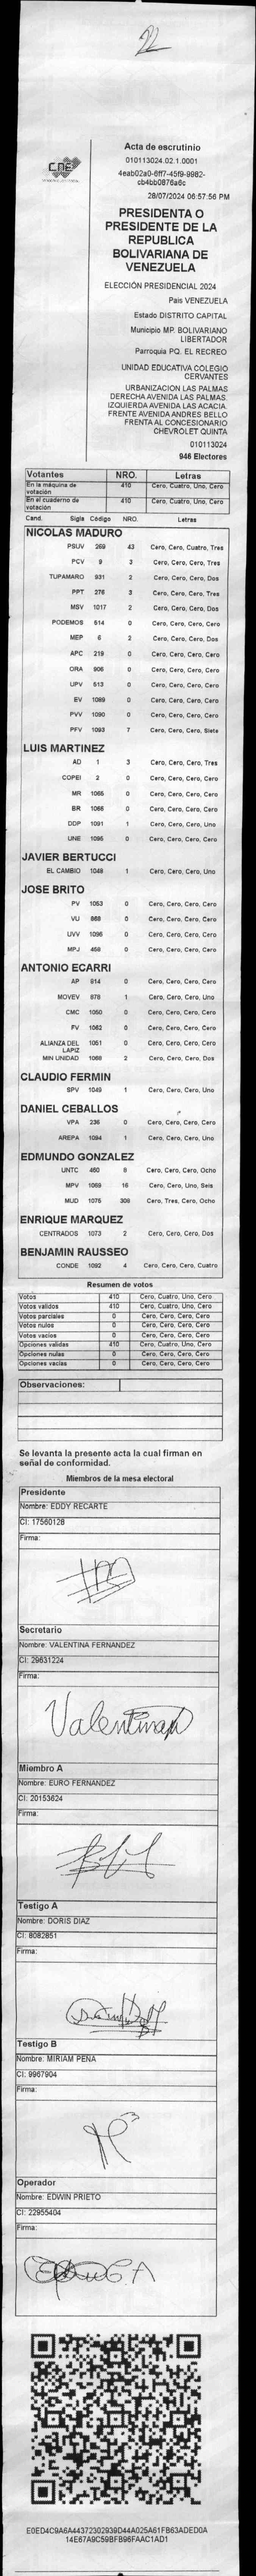 22
CNE
Acta de escrutinio
010113024.02.1.0001
4eab02a0-6ff7-45f9-9982-
cb4bb0876a6c
28/07/2024 06:57:56 PM
PRESIDENTA O
PRESIDENTE DE LA
REPUBLICA
BOLIVARIANA DE
VENEZUELA
ELECCIÓN PRESIDENCIAL 2024
Pais VENEZUELA
Estado DISTRITO CAPITAL
Municipio MP. BOLIVARIANO
LIBERTADOR
Parroquia PQ. EL RECREO
UNIDAD EDUCATIVA COLEGIO
CERVANTES
URBANIZACION LAS PALMAS
DERECHA AVENIDA LAS PALMAS.
IZQUIERDA AVENIDA LAS ACACIA.
FRENTE AVENIDA ANDRES BELLO
FRENTA AL CONCESIONARIO
CHEVROLET QUINTA
010113024
946 Electores
Votantes NRO. Letras
En la máquina de votación 410 Cero, Cuatro, Uno, Cero
En el cuaderno de votación 410 Cero, Cuatro, Uno, Cero
Cand. Sigla Código NRO. Letras
NICOLAS MADURO
PSUV 269 43 Cero, Cero, Cuatro, Tres
PCV 9 3 Cero, Cero, Cero, Tres
TUPAMARO 931 2 Cero, Cero, Cero, Dos
PPT 276 3 Cero, Cero, Cero, Tres
MSV 1017 2 Cero, Cero, Cero, Dos
PODEMOS 514 0 Cero, Cero, Cero, Cero
MEP 6 2 Cero, Cero, Cero, Dos
APC 219 0 Cero, Cero, Cero, Cero
ORA 906 0 Cero, Cero, Cero, Cero
UPV 513 0 Cero, Cero, Cero, Cero
EV 1089 0 Cero, Cero, Cero, Cero
PVV 1090 0 Cero, Cero, Cero, Cero
PFV 1093 7 Cero, Cero, Cero, Siete
LUIS MARTINEZ
AD 1 3 Cero, Cero, Cero, Tres
COPEI 2 0 Cero, Cero, Cero, Cero
MR 1065 0 Cero, Cero, Cero, Cero
BR 1066 0 Cero, Cero, Cero, Cero
DDP 1091 1 Cero, Cero, Cero, Uno
UNE 1095 0 Cero, Cero, Cero, Cero
JAVIER BERTUCCI
EL CAMBIO 1048 1 Cero, Cero, Cero, Uno
JOSE BRITO
PV 1053 0 Cero, Cero, Cero, Cero
VU 868 0 Cero, Cero, Cero, Cero
UVV 1096 0 Cero, Cero, Cero, Cero
MPJ 459 0 Cero, Cero, Cero, Cero
ANTONIO ECARRI
AP 914 0 Cero, Cero, Cero, Cero
MOVEV 878 1 Cero, Cero, Cero, Uno
CMC 1050 0 Cero, Cero, Cero, Cero
FV 1062 0 Cero, Cero, Cero, Cero
ALIANZA DEL LAPIZ 1051 0 Cero, Cero, Cero, Cero
MIN UNIDAD 1088 2 Cero, Cero, Cero, Dos
CLAUDIO FERMIN
SPV 1049 1 Cero, Cero, Cero, Uno
DANIEL CEBALLOS
VPA 236 0 Cero, Cero, Cero, Cero
AREPA 1094 1 Cero, Cero, Cero, Uno
EDMUNDO GONZALEZ
UNTC 460 8 Cero, Cero, Cero, Ocho
MPV 1069 16 Cero, Cero, Uno, Seis
MUD 1075 308 Cero, Tres, Cero, Ocho
ENRIQUE MARQUEZ
CENTRADOS 1073 2 Cero, Cero, Cero, Dos
BENJAMIN RAUSSEO
CONDE 1092 4 Cero, Cero, Cero, Cuatro
Resumen de votos
Votos 410 Cero, Cuatro, Uno, Cero
Votos validos 410 Cero, Cuatro, Uno, Cero
Votos parciales 0 Cero, Cero, Cero, Cero
Votos nulos 0 Cero, Cero, Cero, Cero
Votos vacios 0 Cero, Cero, Cero, Cero
Opciones validas 410 Cero, Cuatro, Uno, Cero
Opciones nulas 0 Cero, Cero, Cero, Cero
Opciones vacias 0 Cero, Cero, Cero, Cero
Observaciones:
Se levanta la presente acta la cual firman en
señal de conformidad.
Miembros de la mesa electoral
Presidente
Nombre: EDDY RECARTE
CI: 17560128
Firma:
Secretario
Nombre: VALENTINA FERNANDEZ
CI: 29631224
Firma:
Miembro A
Nombre: EURO FERNANDEZ
CI: 20153624
Firma:
Testigo A
Nombre: DORIS DIAZ
CI: 8082851
Firma:
Testigo B
Nombre: MIRIAM PEÑA
CI: 9967904
Firma:
Operador
Nombre: EDWIN PRIETO
CI: 22955404
Firma:
E0ED4C9A6A44372302939D44A025A61FB63ADED0A
14E67A9C59BFB96FAAC1AD1